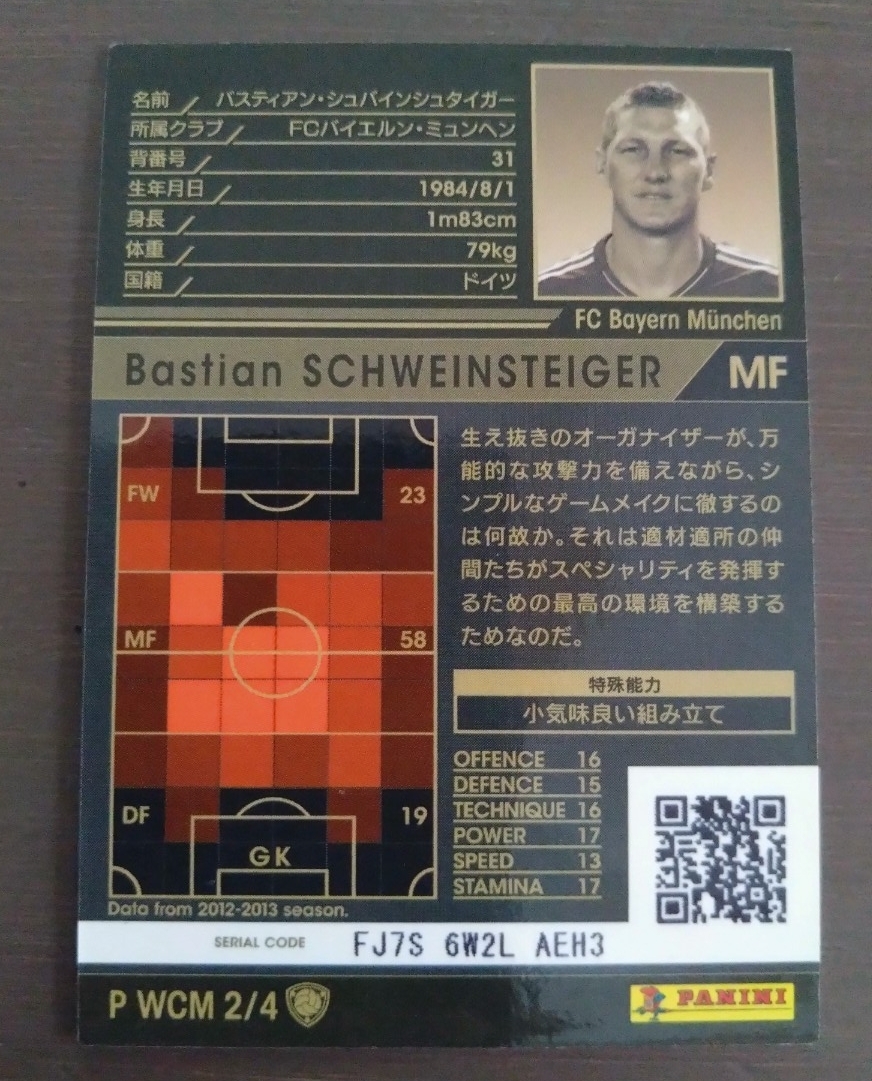 名前 バスティアン・シュバインシュタイガー
所属クラブ FCバイエルン・ミュンヘン
背番号 31
生年月日 1984/8/1
身長 1m83cm
体重 79kg
国籍 ドイツ
FC Bayern München
Bastian SCHWEINSTEIGER MF
FW 23
MF 58
DF 19
GK
Data from 2012-2013 season.
生え抜きのオーガナイザーが、万
能的な攻撃力を備えながら、シ
ンプルなゲームメイクに徹するの
は何故か。それは適材適所の仲
間たちがスペシャリティを発揮す
るための最高の環境を構築する
ためなのだ。
特殊能力
小気味良い組み立て
OFFENCE 16
DEFENCE 15
TECHNIQUE 16
POWER 17
SPEED 13
STAMINA 17
SERIAL CODE FJ7S 6W2L AEH3
P WCM 2/4
PANINI